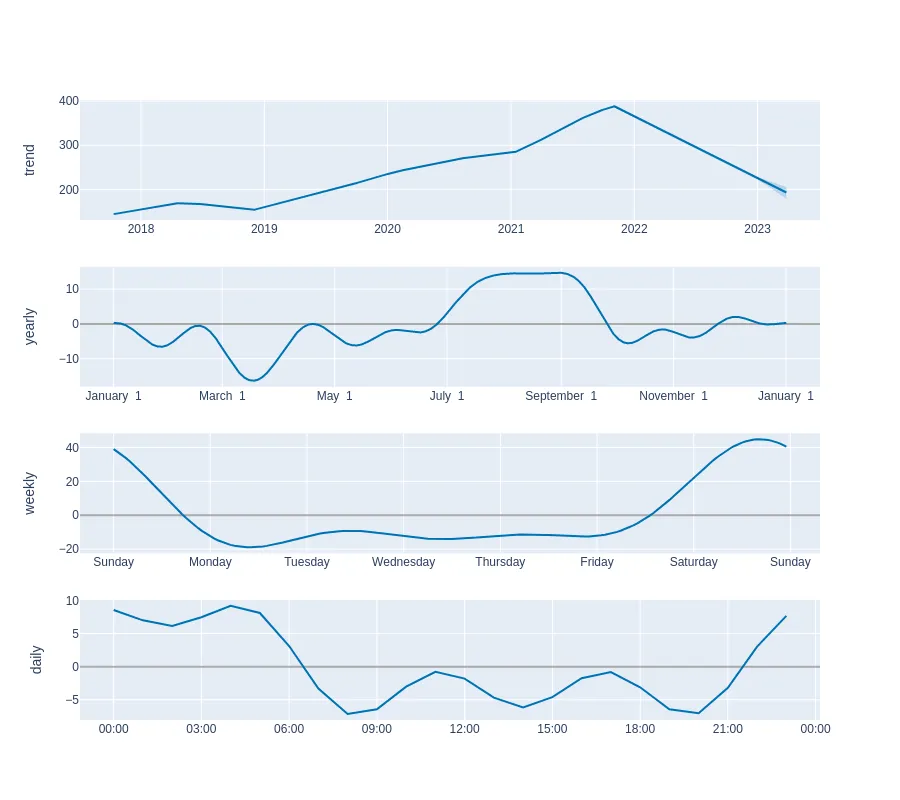 400
300
200
trend
2018 2019 2020 2021 2022 2023
10
0
−10
yearly
January 1 March 1 May 1 July 1 September 1 November 1 January 1
40
20
0
−20
weekly
Sunday Monday Tuesday Wednesday Thursday Friday Saturday Sunday
10
5
0
−5
daily
00:00 03:00 06:00 09:00 12:00 15:00 18:00 21:00 00:00